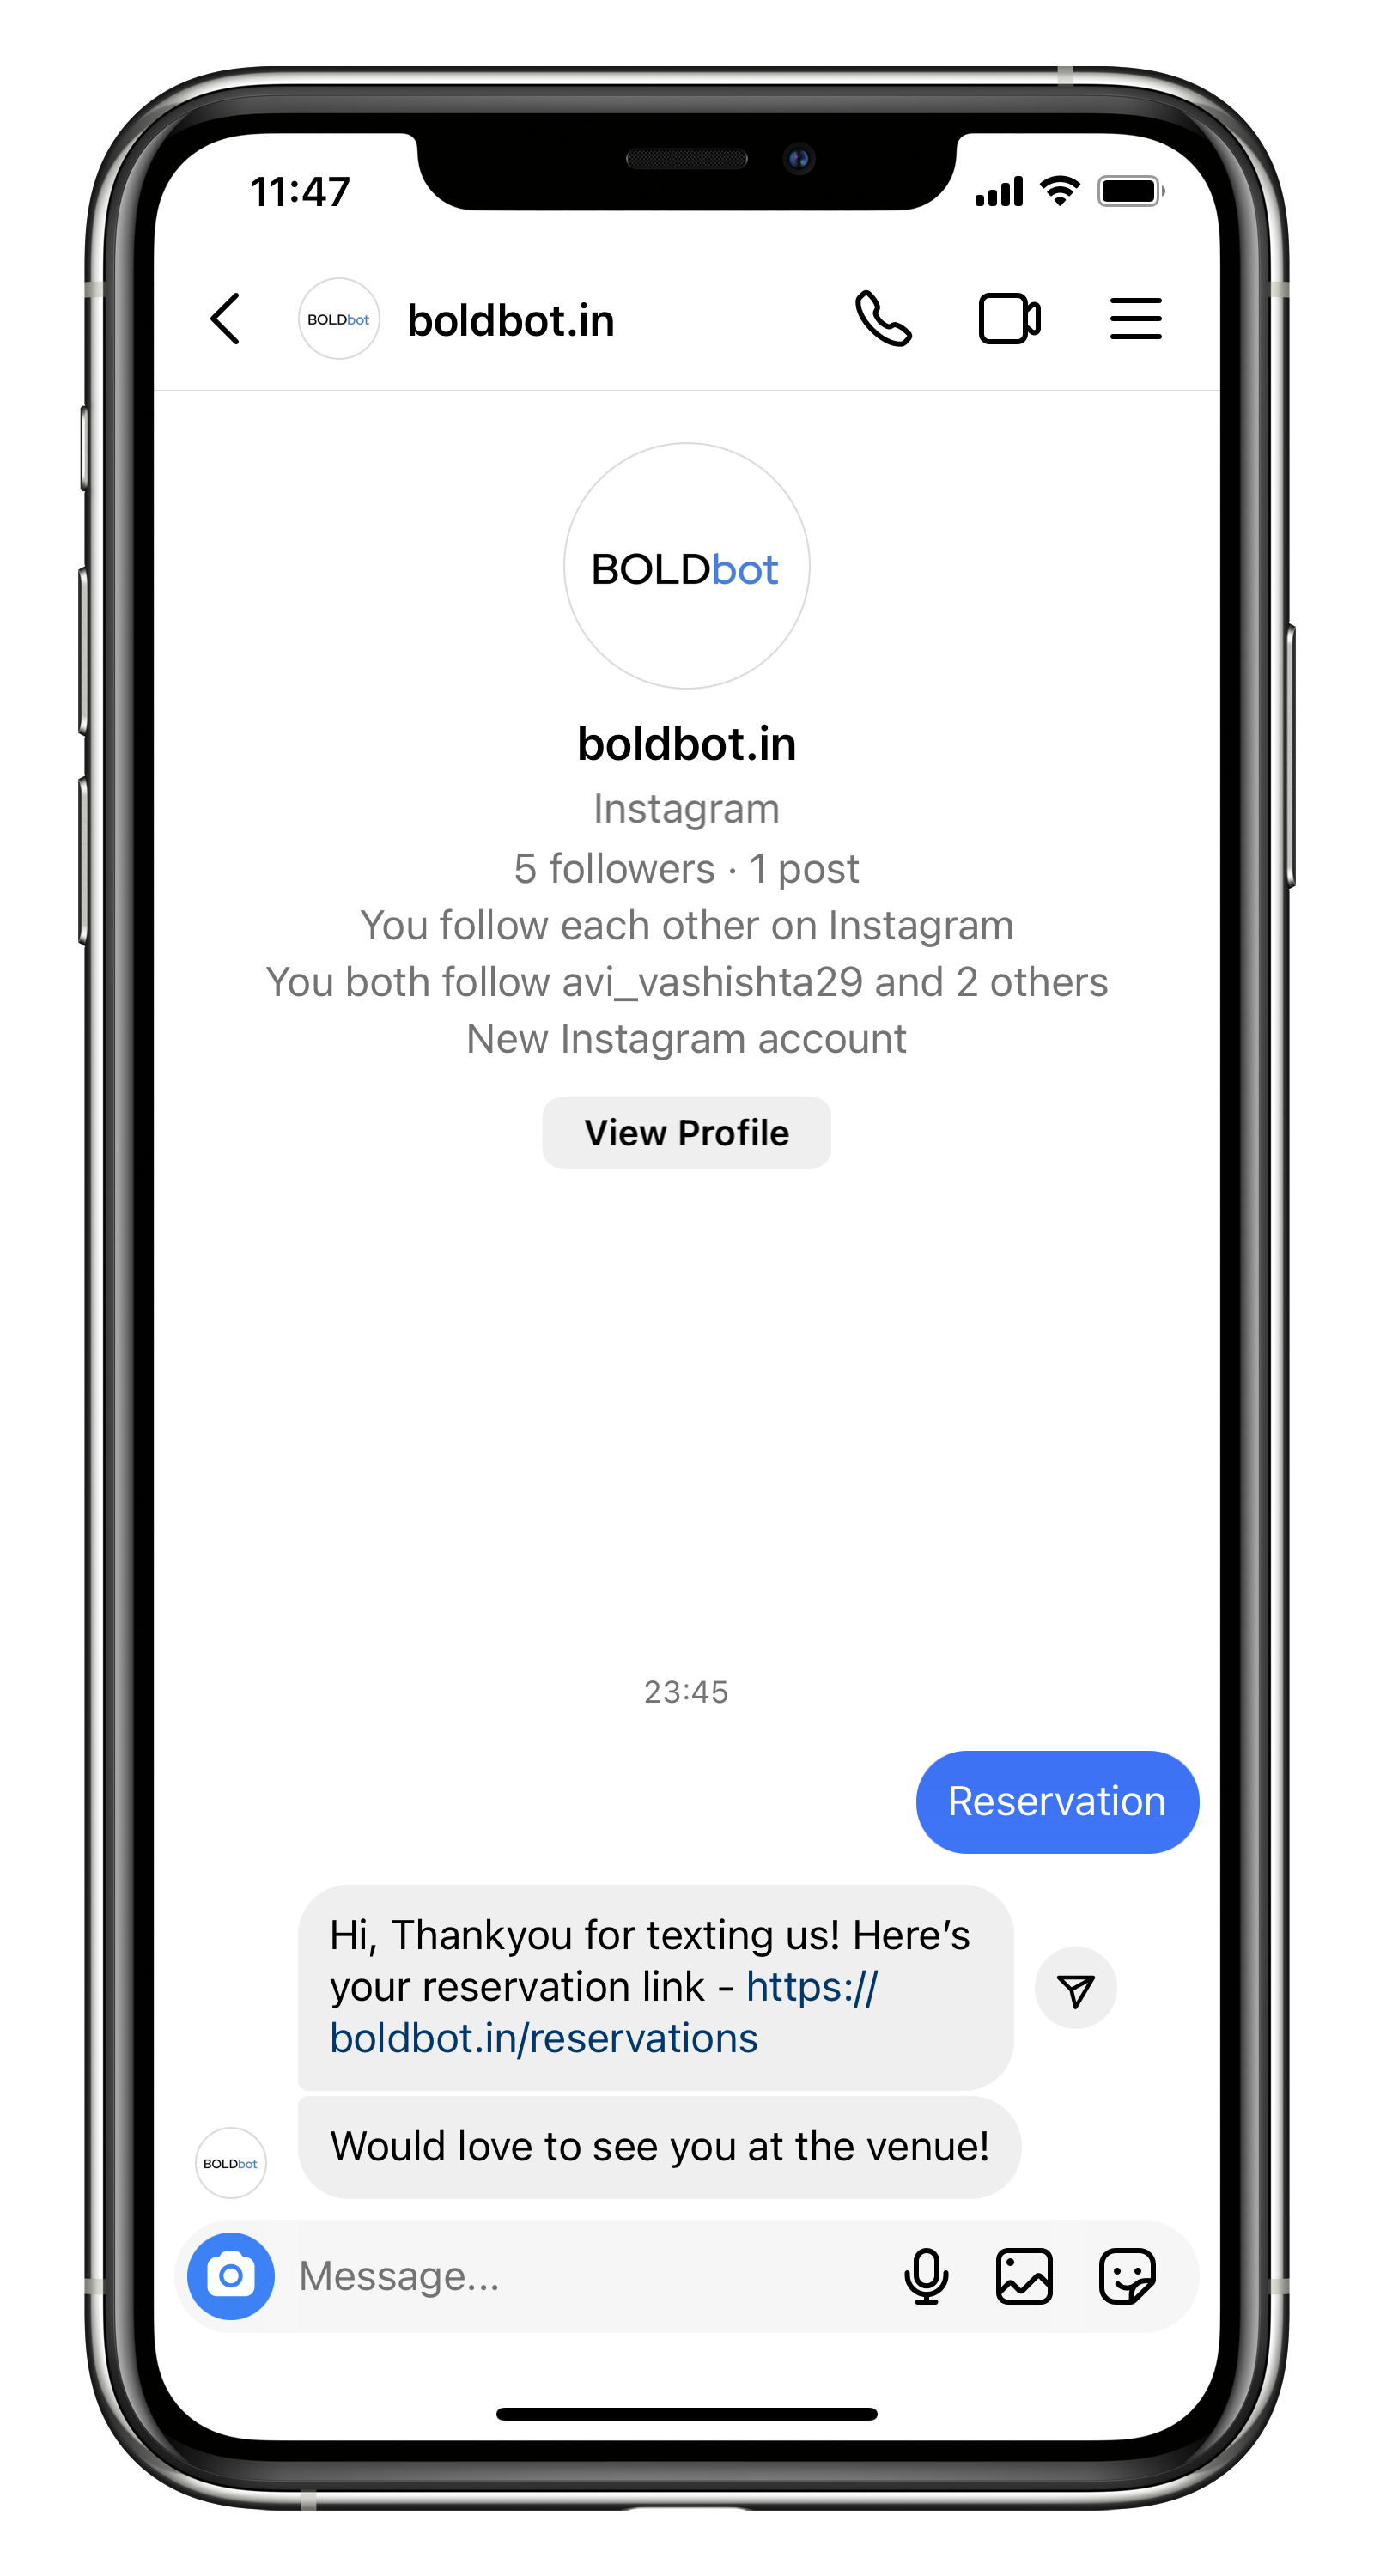 11:47
BOLDbot
boldbot.in
BOLDbot
boldbot.in
Instagram
5 followers · 1 post
You follow each other on Instagram
You both follow avi_vashishta29 and 2 others
New Instagram account
View Profile
23:45
Reservation
Hi, Thankyou for texting us! Here’s
your reservation link - https://
boldbot.in/reservations
Would love to see you at the venue!
BOLDbot
Message...